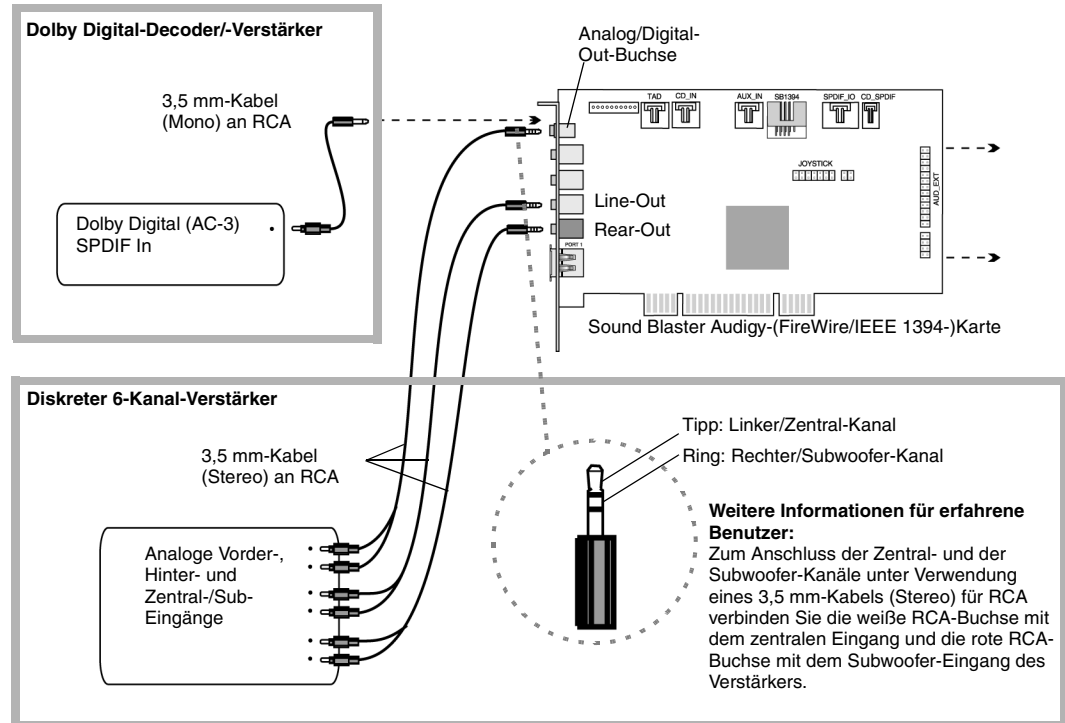 Dolby Digital-Decoder/-Verstärker
3,5 mm-Kabel
(Mono) an RCA
Dolby Digital (AC-3)
SPDIF In
Analog/Digital-
Out-Buchse
TAD
CD_IN
AUX_IN
SB1394
SPDIF_IO
CD_SPDIF
JOYSTICK
AUD_EXT
Line-Out
Rear-Out
PORT 1
Sound Blaster Audigy-(FireWire/IEEE 1394-)Karte
Diskreter 6-Kanal-Verstärker
3,5 mm-Kabel
(Stereo) an RCA
Analoge Vorder-,
Hinter- und
Zentral-/Sub-
Eingänge
Tipp: Linker/Zentral-Kanal
Ring: Rechter/Subwoofer-Kanal
Weitere Informationen für erfahrene
Benutzer:
Zum Anschluss der Zentral- und der
Subwoofer-Kanäle unter Verwendung
eines 3,5 mm-Kabels (Stereo) für RCA
verbinden Sie die weiße RCA-Buchse mit
dem zentralen Eingang und die rote RCA-
Buchse mit dem Subwoofer-Eingang des
Verstärkers.